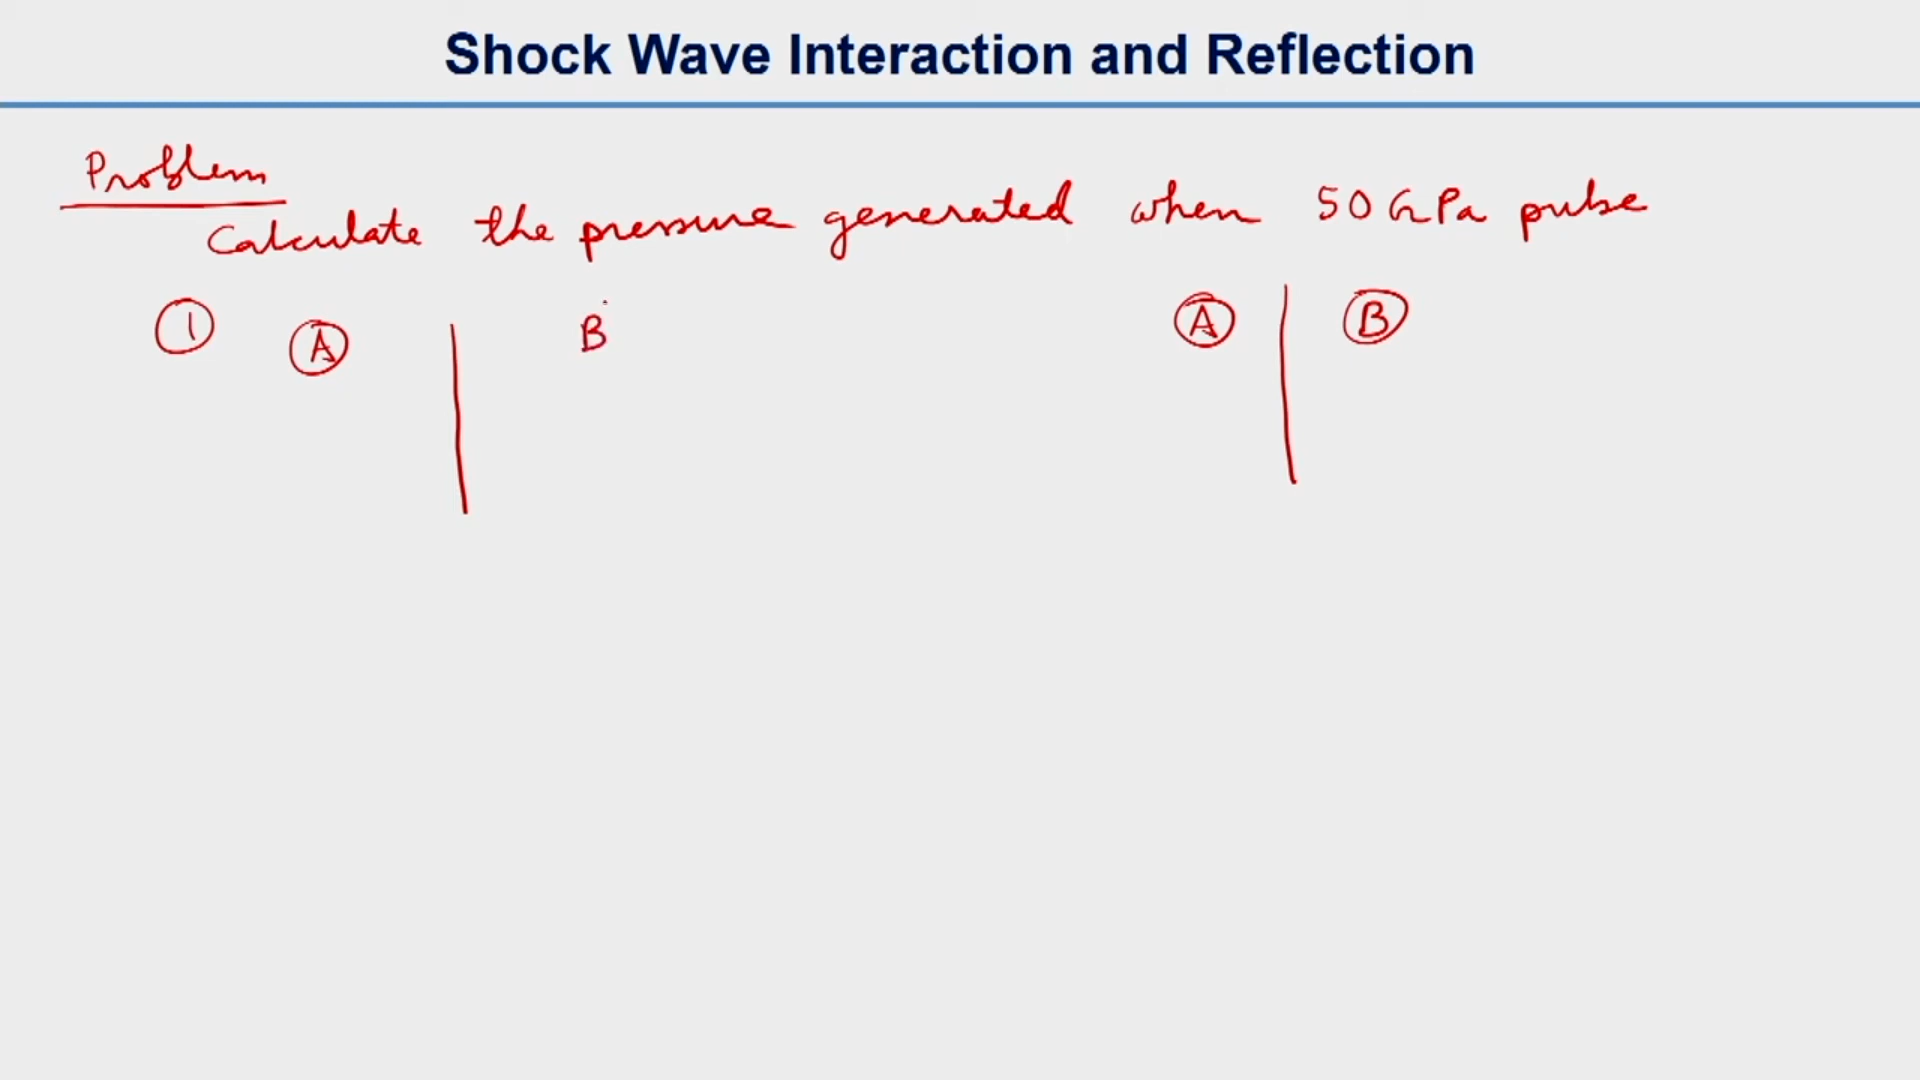 Shock Wave Interaction and Reflection
Problem
Calculate the pressure generated when 50 GPa pulse
1 A B A B